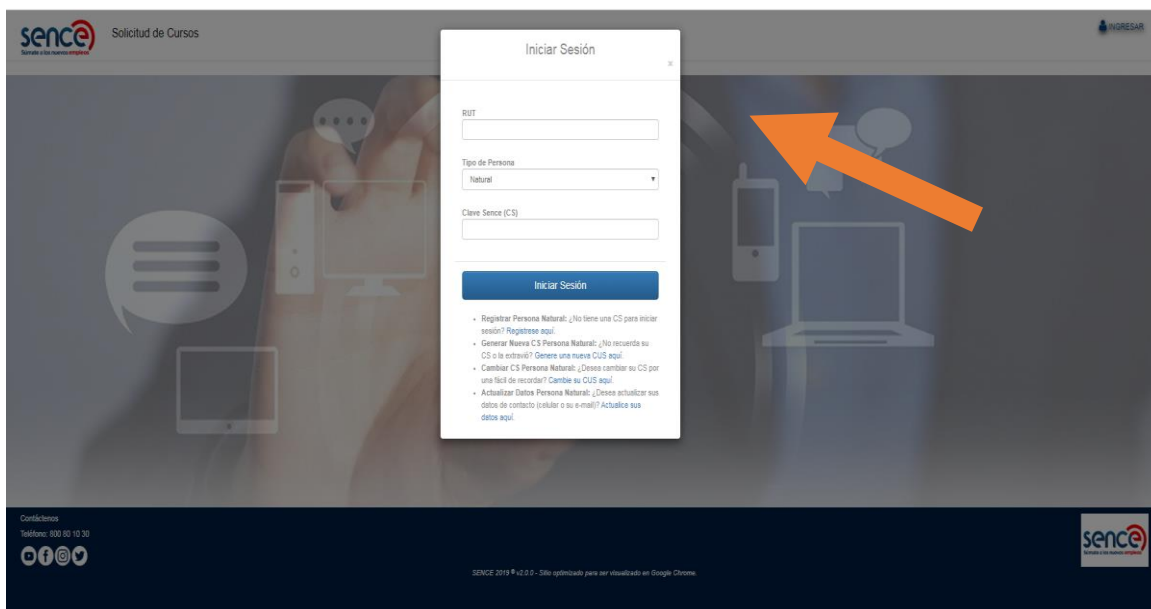 sence
Súmate a los nuevos empleos
Solicitud de Cursos
INGRESAR
Iniciar Sesión
×
RUT
Tipo de Persona
Natural
Clave Sence (CS)
Iniciar Sesión
• Registrar Persona Natural: ¿No tiene una CS para iniciar
sesión? Regístrese aquí.
• Generar Nueva CS Persona Natural: ¿No recuerda su
CS o la extravió? Genere una nueva CUS aquí.
• Cambiar CS Persona Natural: ¿Desea cambiar su CS por
una fácil de recordar? Cambie su CUS aquí.
• Actualizar Datos Persona Natural: ¿Desea actualizar sus
datos de contacto (celular o su e-mail)? Actualice sus
datos aquí.
Contáctenos
Teléfono: 800 80 10 30
sence
Súmate a los nuevos empleos
SENCE 2019 © v2.0.0 - Sitio optimizado para ser visualizado en Google Chrome.